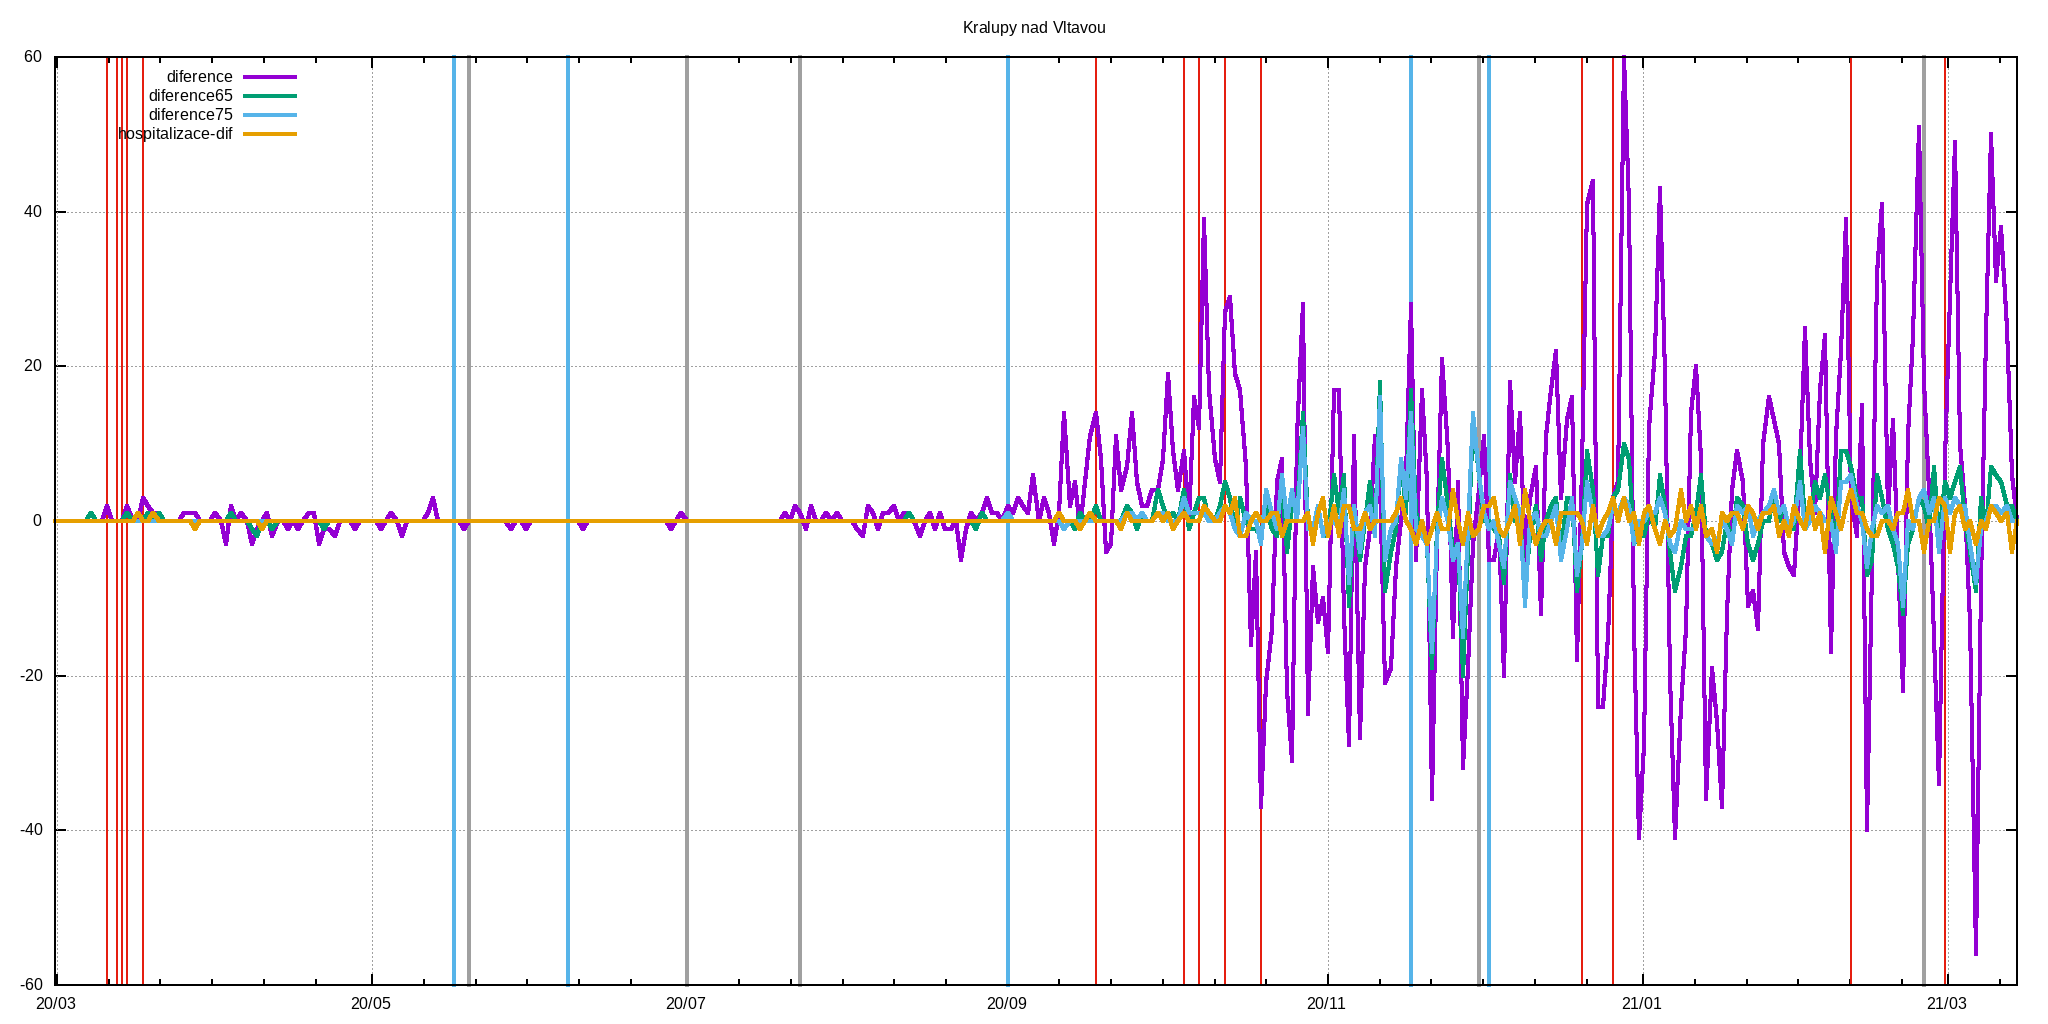 Kralupy nad Vltavou
60
40
20
0
-20
-40
-60
diference
diference65
diference75
hospitalizace-dif
20/03
20/05
20/07
20/09
20/11
21/01
21/03